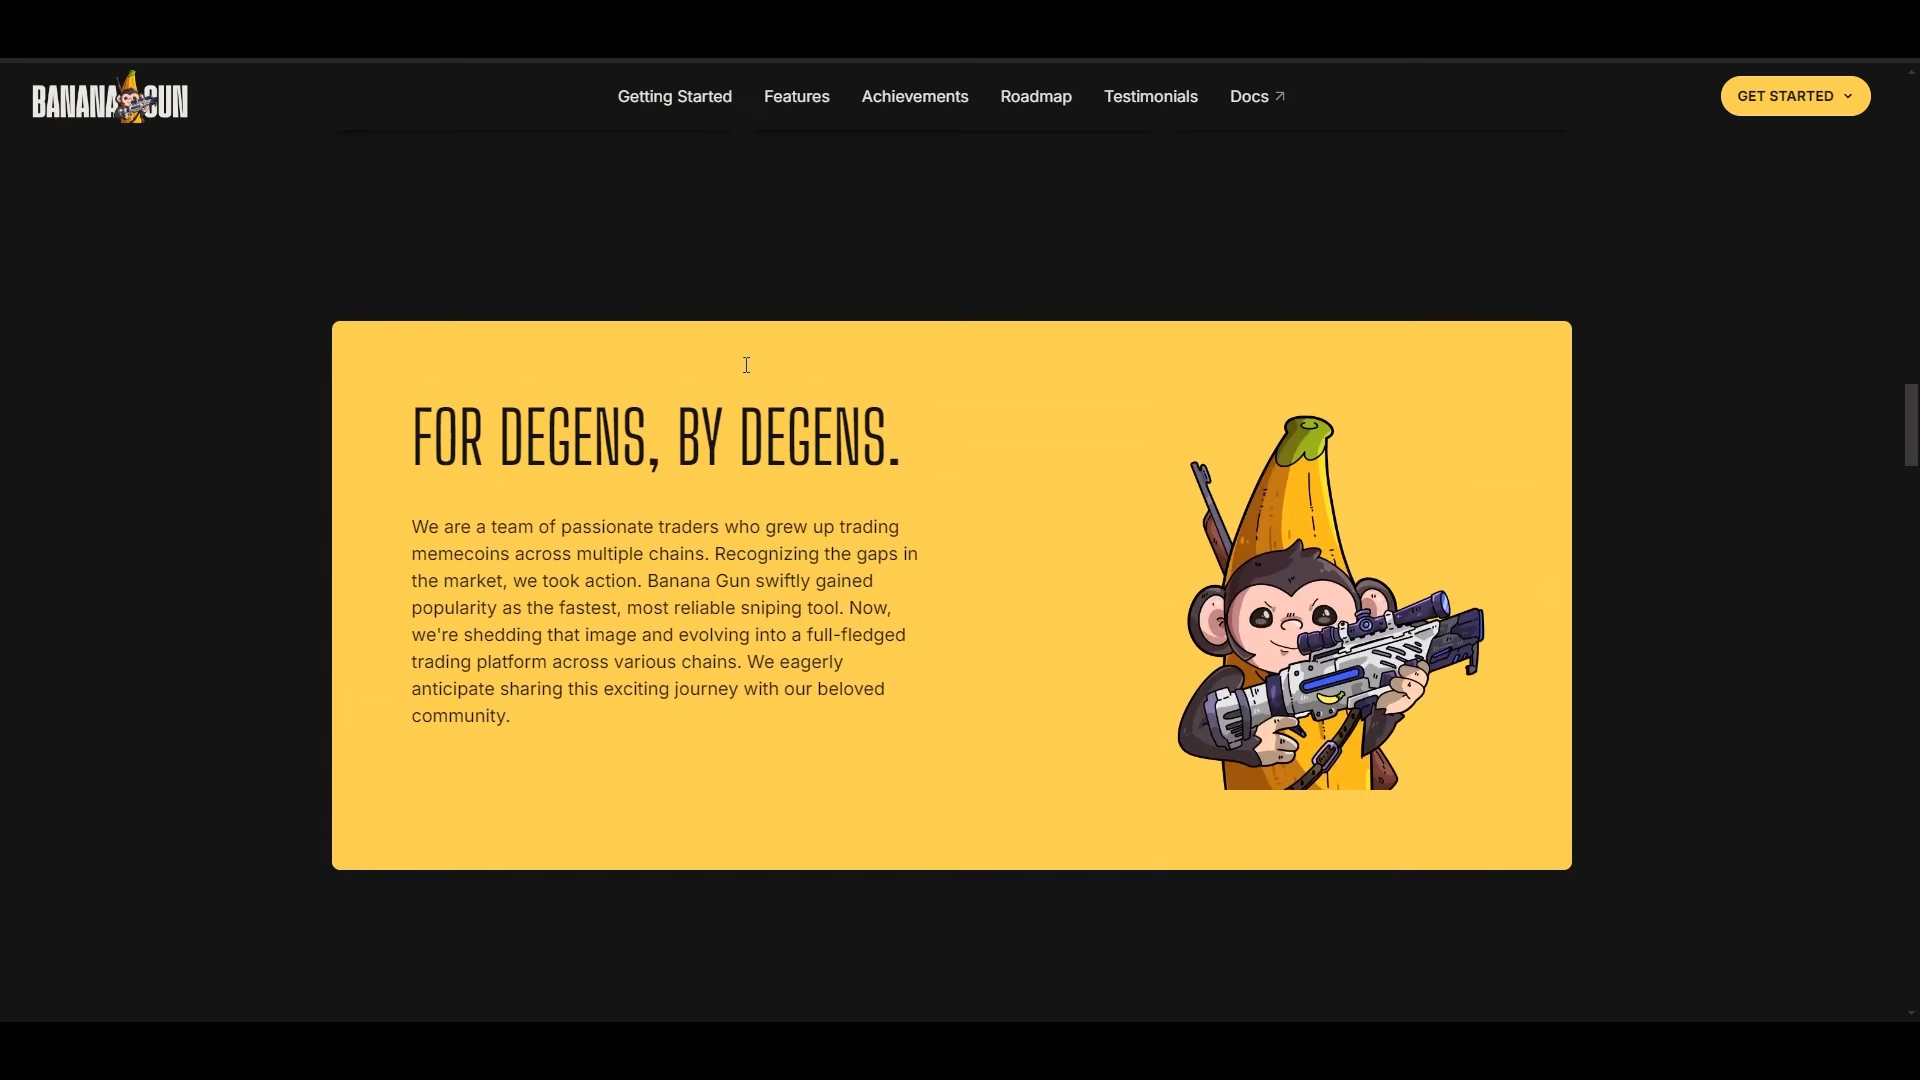 BANANA GUN
Getting Started
Features
Achievements
Roadmap
Testimonials
Docs
GET STARTED
FOR DEGENS, BY DEGENS.
We are a team of passionate traders who grew up trading
memecoins across multiple chains. Recognizing the gaps in
the market, we took action. Banana Gun swiftly gained
popularity as the fastest, most reliable sniping tool. Now,
we're shedding that image and evolving into a full-fledged
trading platform across various chains. We eagerly
anticipate sharing this exciting journey with our beloved
community.